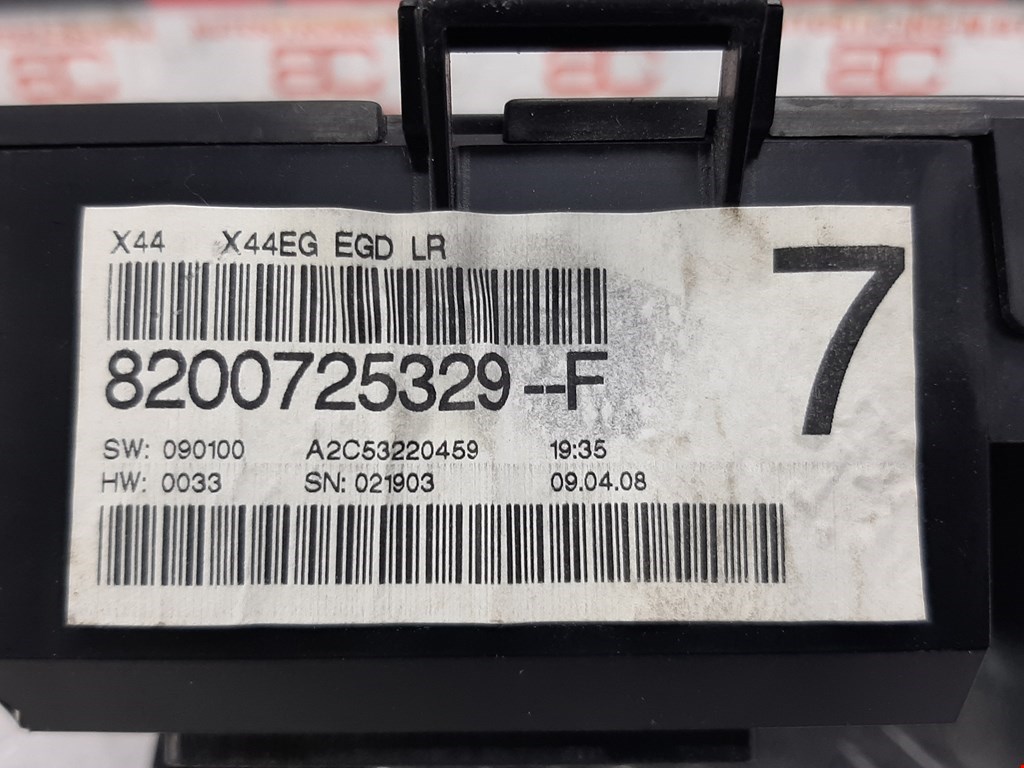 X44 X44EG EGD LR
7
8200725329--F
SW: 090100 A2C53220459 19:35
HW: 0033 SN: 021903 09.04.08